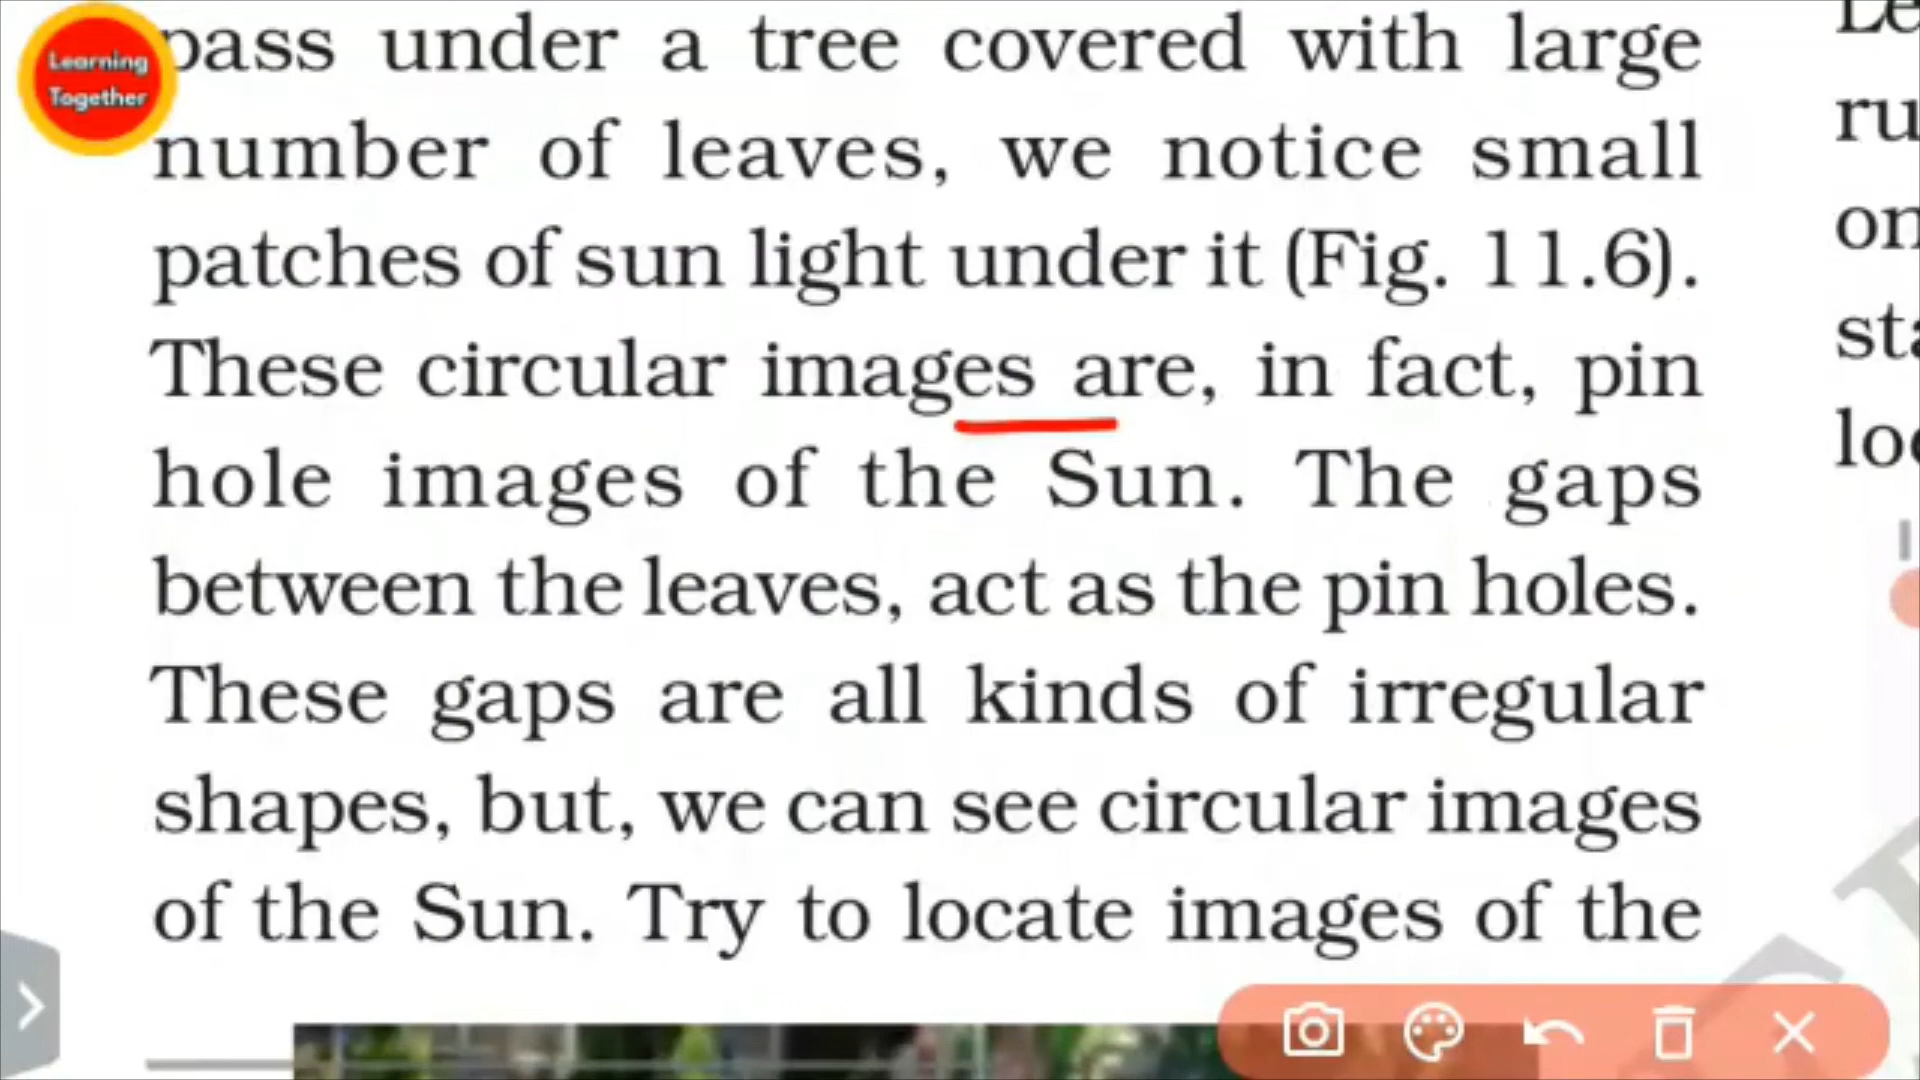 Learning
Together
pass under a tree covered with large
number of leaves, we notice small
patches of sun light under it (Fig. 11.6).
These circular images are, in fact, pin
hole images of the Sun. The gaps
between the leaves, act as the pin holes.
These gaps are all kinds of irregular
shapes, but, we can see circular images
of the Sun. Try to locate images of the